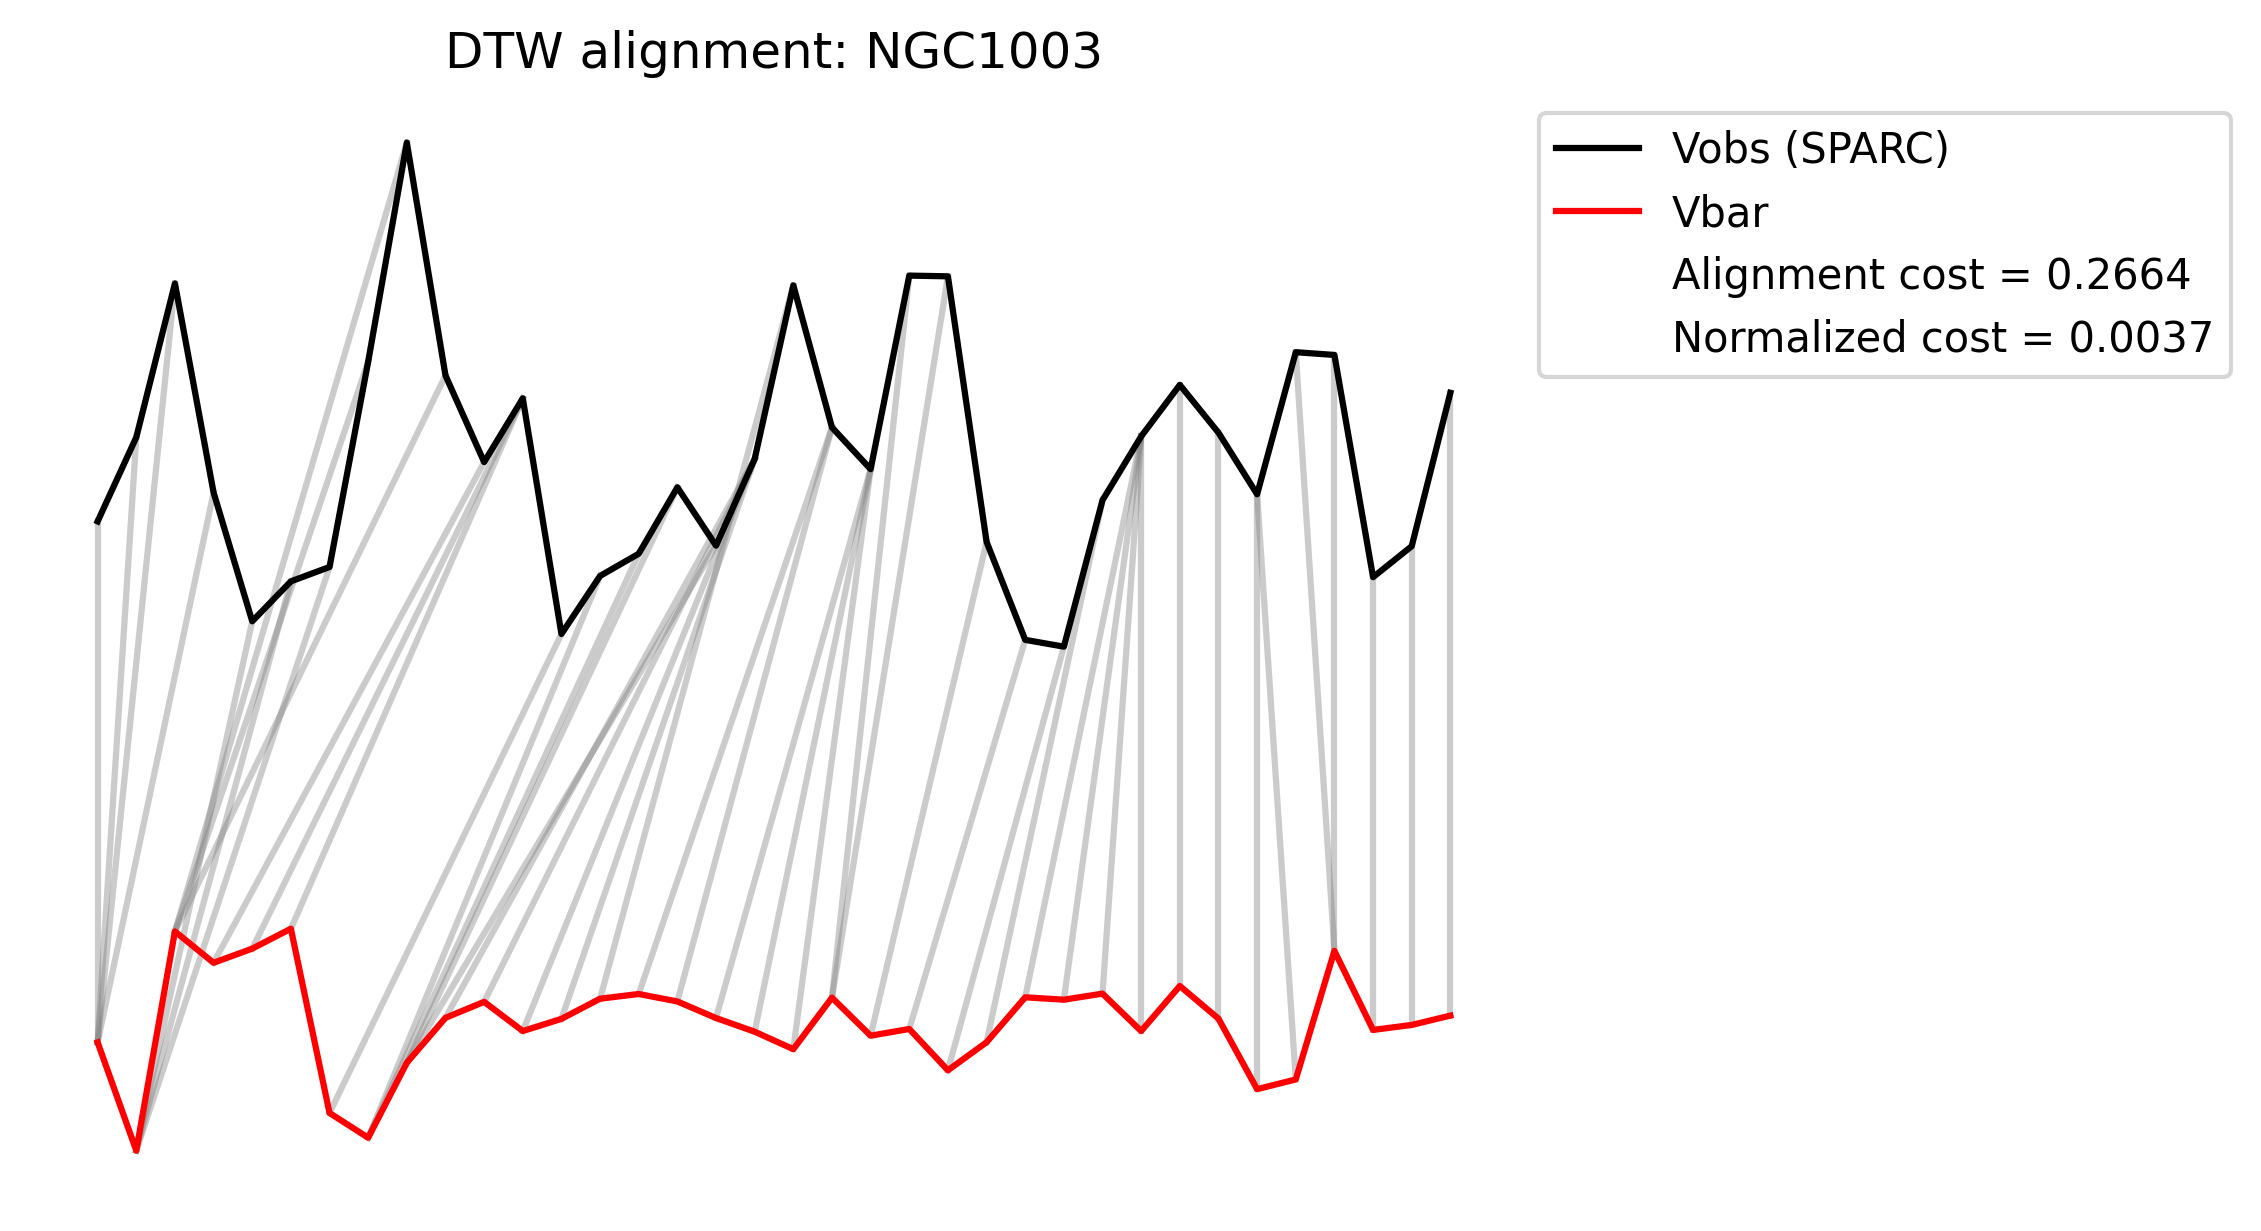 DTW alignment: NGC1003
Vobs (SPARC)
Vbar
Alignment cost = 0.2664
Normalized cost = 0.0037